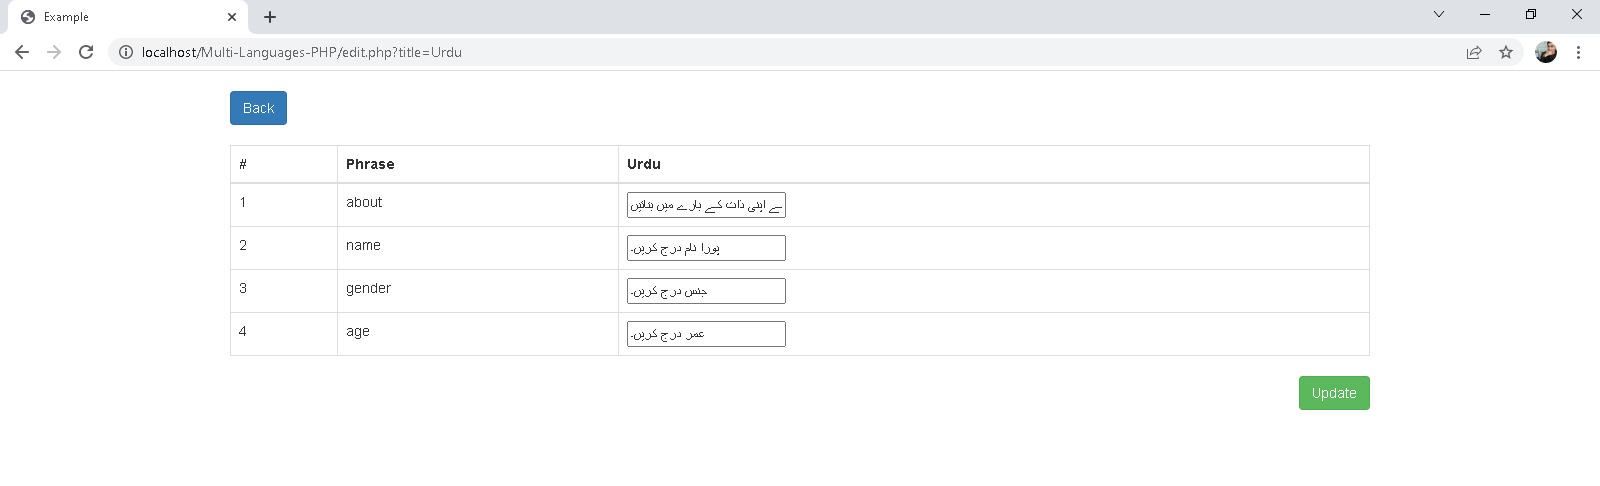 Example
localhost/Multi-Languages-PHP/edit.php?title=Urdu
Back
# Phrase Urdu
1 about سے اپنی ذات کے بارے میں بتائیں
2 name پورا نام درج کریں۔
3 gender جنس درج کریں۔
4 age عمر درج کریں۔
Update